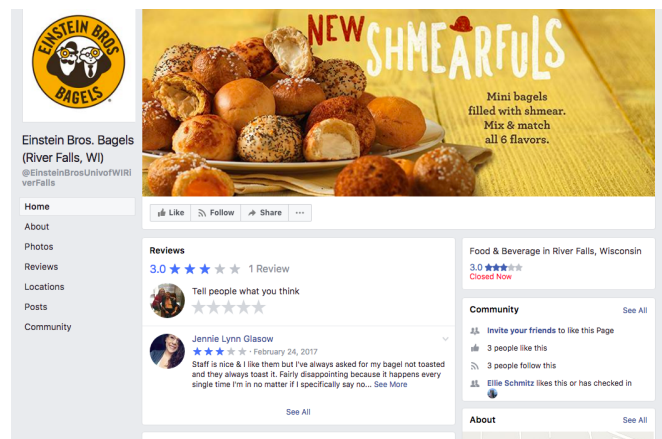 EINSTEIN BROS
BAGELS
Einstein Bros. Bagels
(River Falls, WI)
@EinsteinBrosUnivofWIRi
verFalls
Home
About
Photos
Reviews
Locations
Posts
Community
NEW SHMEARFULS
Mini bagels
filled with shmear.
Mix & match
all 6 flavors.
Like Follow Share ···
Reviews
3.0 1 Review
Tell people what you think
Jennie Lynn Glasow
· February 24, 2017
Staff is nice & I like them but I've always asked for my bagel not toasted
and they always toast it. Fairly disappointing because it happens every
single time I'm in no matter if I specifically say no... See More
See All
Food & Beverage in River Falls, Wisconsin
3.0
Closed Now
Community See All
Invite your friends to like this Page
3 people like this
3 people follow this
Ellie Schmitz likes this or has checked in
About See All